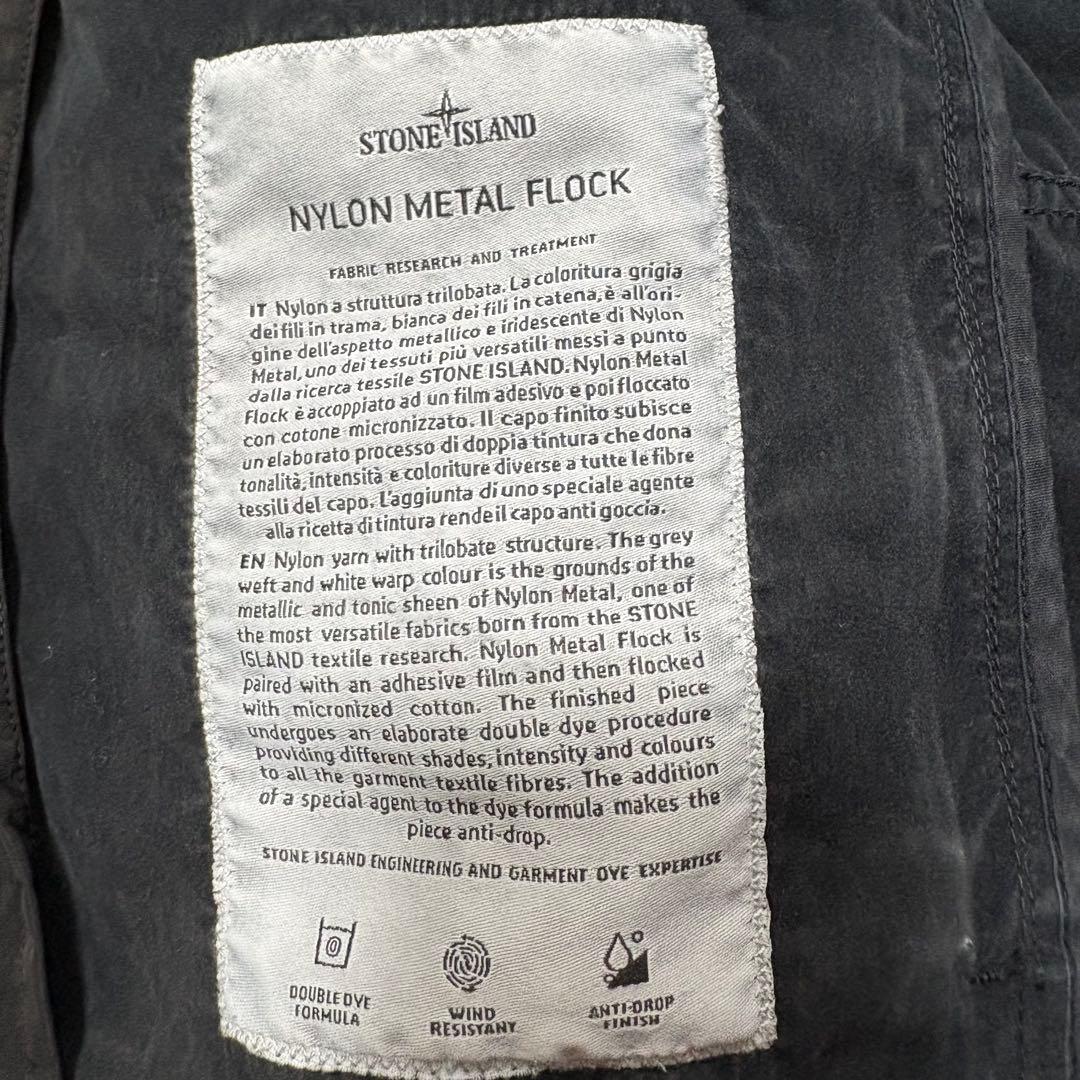 STONE ISLAND
NYLON METAL FLOCK
FABRIC RESEARCH AND TREATMENT
IT Nylon a struttura trilobata. La coloritura grigia
dei fili in trama, bianca dei fili in catena, è all'ori-
gine dell'aspetto metallico e iridescente di Nylon
Metal, uno dei tessuti più versatili messi a punto
dalla ricerca tessile STONE ISLAND. Nylon Metal
Flock è accoppiato ad un film adesivo e poi floccato
con cotone micronizzato. Il capo finito subisce
un elaborato processo di doppia tintura che dona
tonalità, intensità e coloriture diverse a tutte le fibre
tessili del capo. L'aggiunta di uno speciale agente
alla ricetta di tintura rende il capo anti goccia.
EN Nylon yarn with trilobate structure. The grey
weft and white warp colour is the grounds of the
metallic and tonic sheen of Nylon Metal, one of
the most versatile fabrics born from the STONE
ISLAND textile research. Nylon Metal Flock is
paired with an adhesive film and then flocked
with micronized cotton. The finished piece
undergoes an elaborate double dye procedure
providing different shades, intensity and colours
to all the garment textile fibres. The addition
of a special agent to the dye formula makes the
piece anti-drop.
STONE ISLAND ENGINEERING AND GARMENT DYE EXPERTISE
DOUBLE DYE
FORMULA
WIND
RESISTANT
ANTI-DROP
FINISH